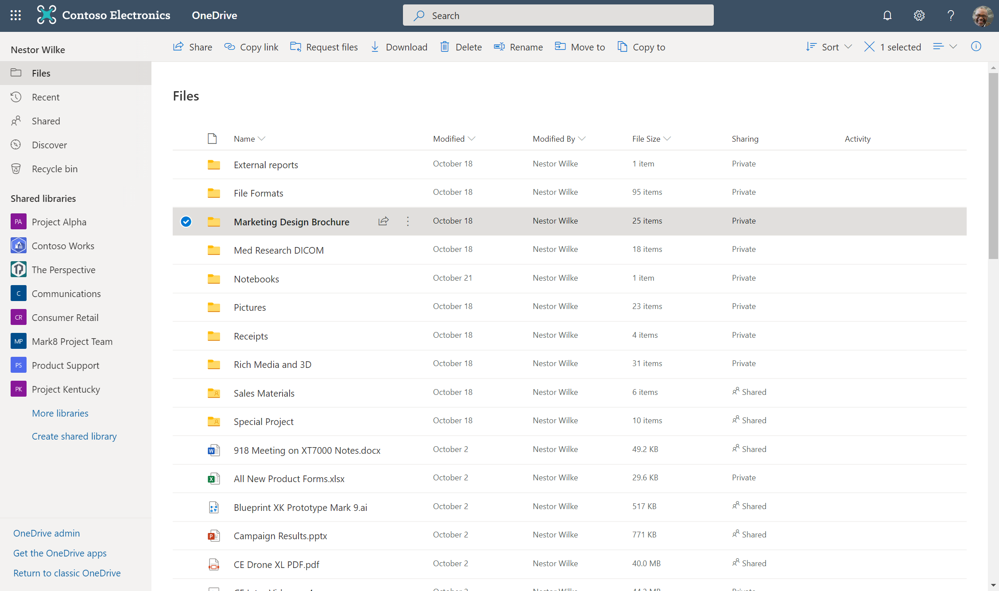 Contoso Electronics OneDrive Search
Nestor Wilke
Share Copy link Request files Download Delete Rename Move to Copy to Sort 1 selected
Files
Recent
Shared
Discover
Recycle bin
Shared libraries
PA Project Alpha
Contoso Works
TP The Perspective
C Communications
CR Consumer Retail
MP Mark8 Project Team
PS Product Support
PK Project Kentucky
More libraries
Create shared library
OneDrive admin
Get the OneDrive apps
Return to classic OneDrive
Files
Name Modified Modified By File Size Sharing Activity
External reports October 18 Nestor Wilke 1 item Private
File Formats October 18 Nestor Wilke 95 items Private
Marketing Design Brochure October 18 Nestor Wilke 25 items Private
Med Research DICOM October 18 Nestor Wilke 18 items Private
Notebooks October 21 Nestor Wilke 1 item Private
Pictures October 18 Nestor Wilke 23 items Private
Receipts October 18 Nestor Wilke 4 items Private
Rich Media and 3D October 18 Nestor Wilke 31 items Private
Sales Materials October 18 Nestor Wilke 6 items Shared
Special Project October 18 Nestor Wilke 10 items Shared
918 Meeting on XT7000 Notes.docx October 2 Nestor Wilke 49.2 KB Shared
All New Product Forms.xlsx October 2 Nestor Wilke 29.6 KB Private
Blueprint XK Prototype Mark 9.ai October 2 Nestor Wilke 517 KB Shared
Campaign Results.pptx October 2 Nestor Wilke 771 KB Shared
CE Drone XL PDF.pdf October 2 Nestor Wilke 40.0 MB Shared
October 2 Nestor Wilke Private